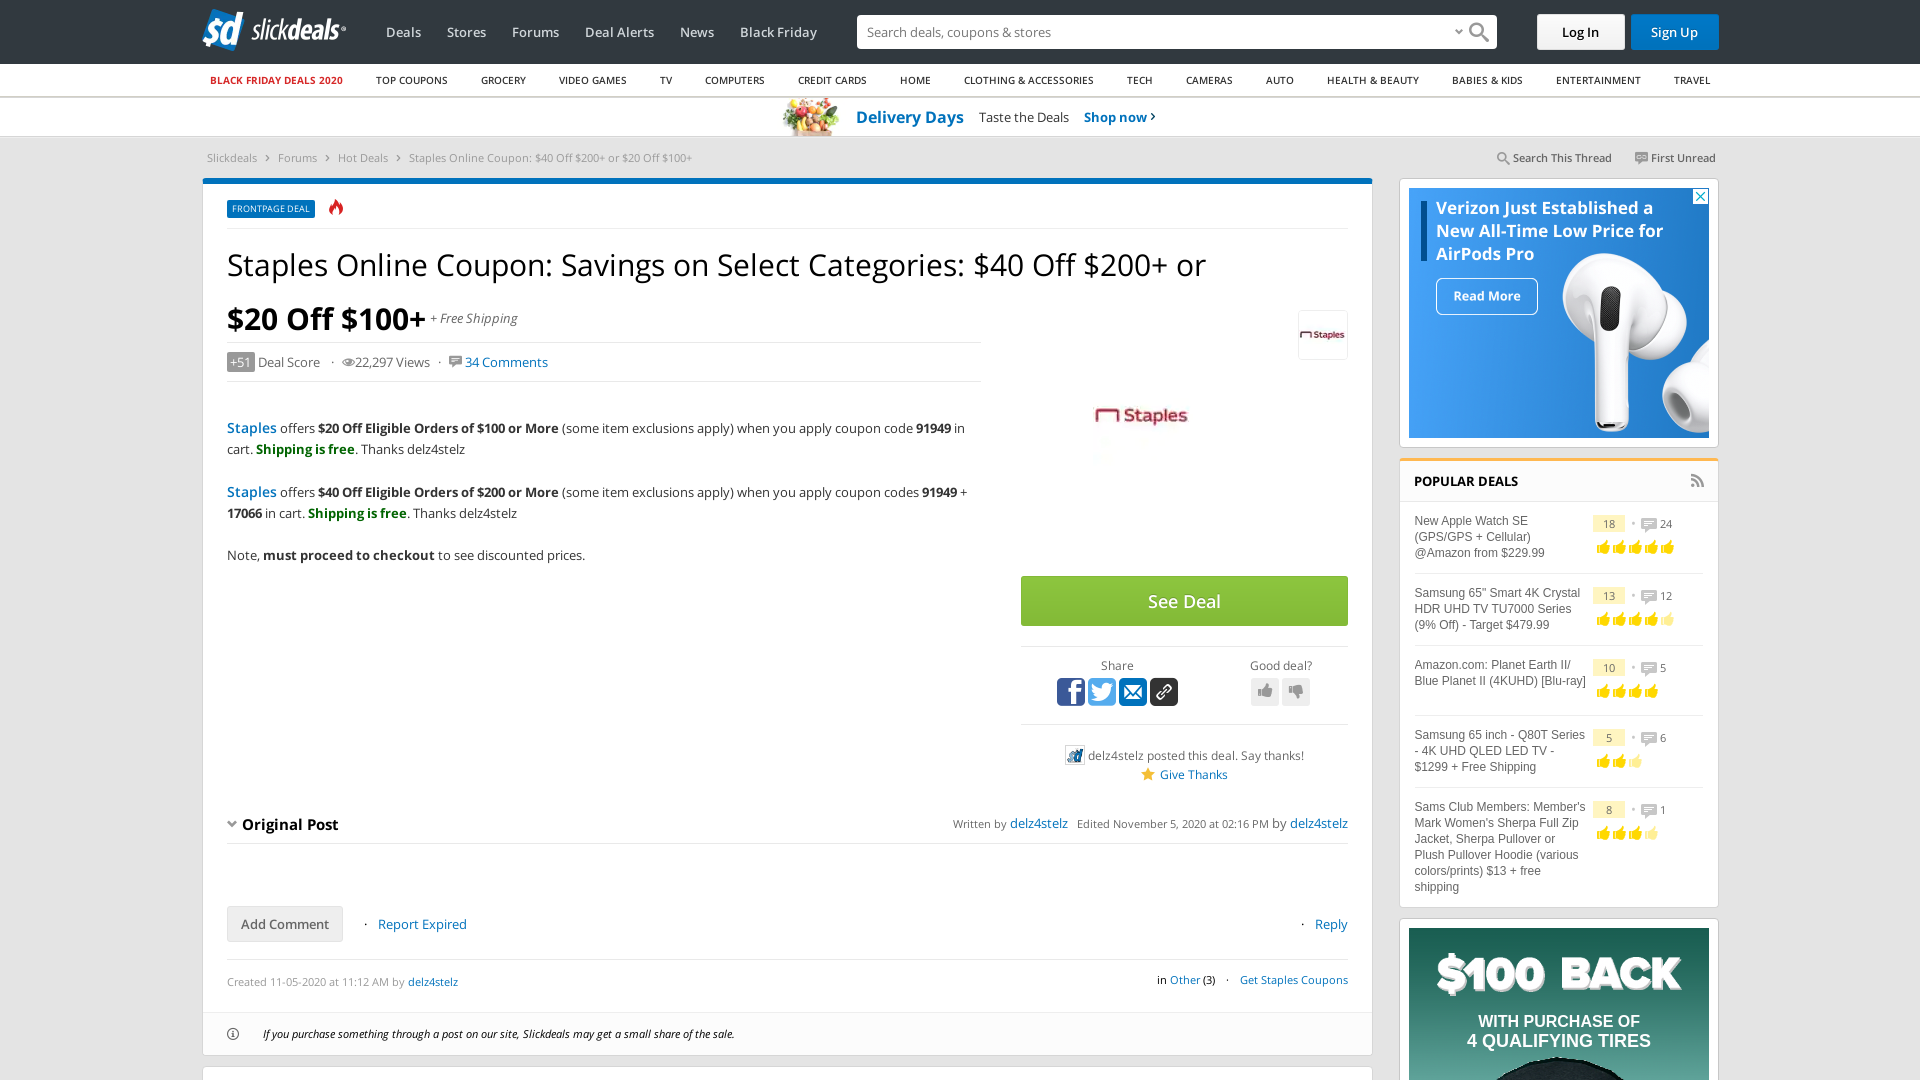 slickdeals
Deals
Stores
Forums
Deal Alerts
News
Black Friday
Search deals, coupons & stores
Log In
Sign Up
BLACK FRIDAY DEALS 2020
TOP COUPONS
GROCERY
VIDEO GAMES
TV
COMPUTERS
CREDIT CARDS
HOME
CLOTHING & ACCESSORIES
TECH
CAMERAS
AUTO
HEALTH & BEAUTY
BABIES & KIDS
ENTERTAINMENT
TRAVEL
Delivery Days Taste the Deals Shop now
Slickdeals > Forums > Hot Deals > Staples Online Coupon: $40 Off $200+ or $20 Off $100+
Search This Thread
First Unread
FRONTPAGE DEAL
Staples Online Coupon: Savings on Select Categories: $40 Off $200+ or
$20 Off $100+ + Free Shipping
+51 Deal Score · 22,297 Views · 34 Comments
Staples
Staples
Staples offers $20 Off Eligible Orders of $100 or More (some item exclusions apply) when you apply coupon code 91949 in
cart. Shipping is free. Thanks delz4stelz
Staples offers $40 Off Eligible Orders of $200 or More (some item exclusions apply) when you apply coupon codes 91949 +
17066 in cart. Shipping is free. Thanks delz4stelz
Note, must proceed to checkout to see discounted prices.
See Deal
Share
Good deal?
delz4stelz posted this deal. Say thanks!
Give Thanks
Original Post
Written by delz4stelz Edited November 5, 2020 at 02:16 PM by delz4stelz
Add Comment · Report Expired
· Reply
Created 11-05-2020 at 11:12 AM by delz4stelz
in Other (3) · Get Staples Coupons
If you purchase something through a post on our site, Slickdeals may get a small share of the sale.
Verizon Just Established a
New All-Time Low Price for
AirPods Pro
Read More
POPULAR DEALS
New Apple Watch SE
(GPS/GPS + Cellular)
@Amazon from $229.99
18 • 24
Samsung 65" Smart 4K Crystal
HDR UHD TV TU7000 Series
(9% Off) - Target $479.99
13 • 12
Amazon.com: Planet Earth II/
Blue Planet II (4KUHD) [Blu-ray]
10 • 5
Samsung 65 inch - Q80T Series
- 4K UHD QLED LED TV -
$1299 + Free Shipping
5 • 6
Sams Club Members: Member's
Mark Women's Sherpa Full Zip
Jacket, Sherpa Pullover or
Plush Pullover Hoodie (various
colors/prints) $13 + free
shipping
8 • 1
$100 BACK
WITH PURCHASE OF
4 QUALIFYING TIRES